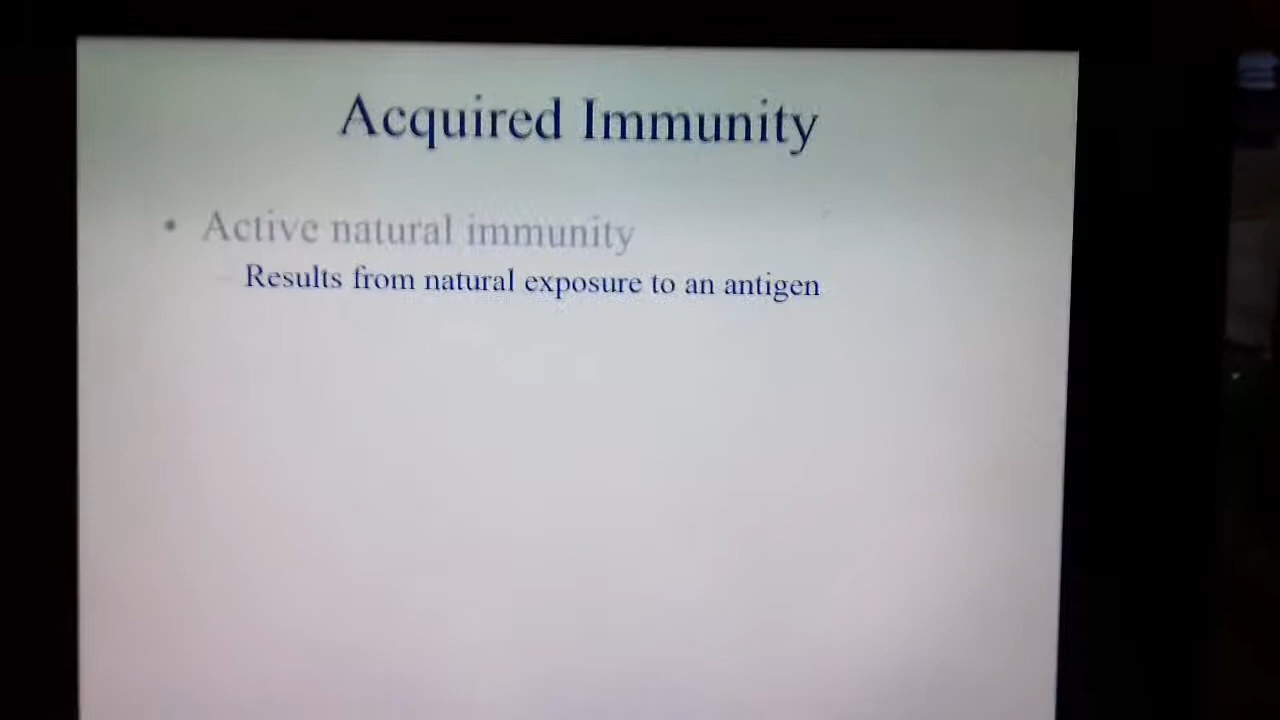 Acquired Immunity
• Active natural immunity
– Results from natural exposure to an antigen